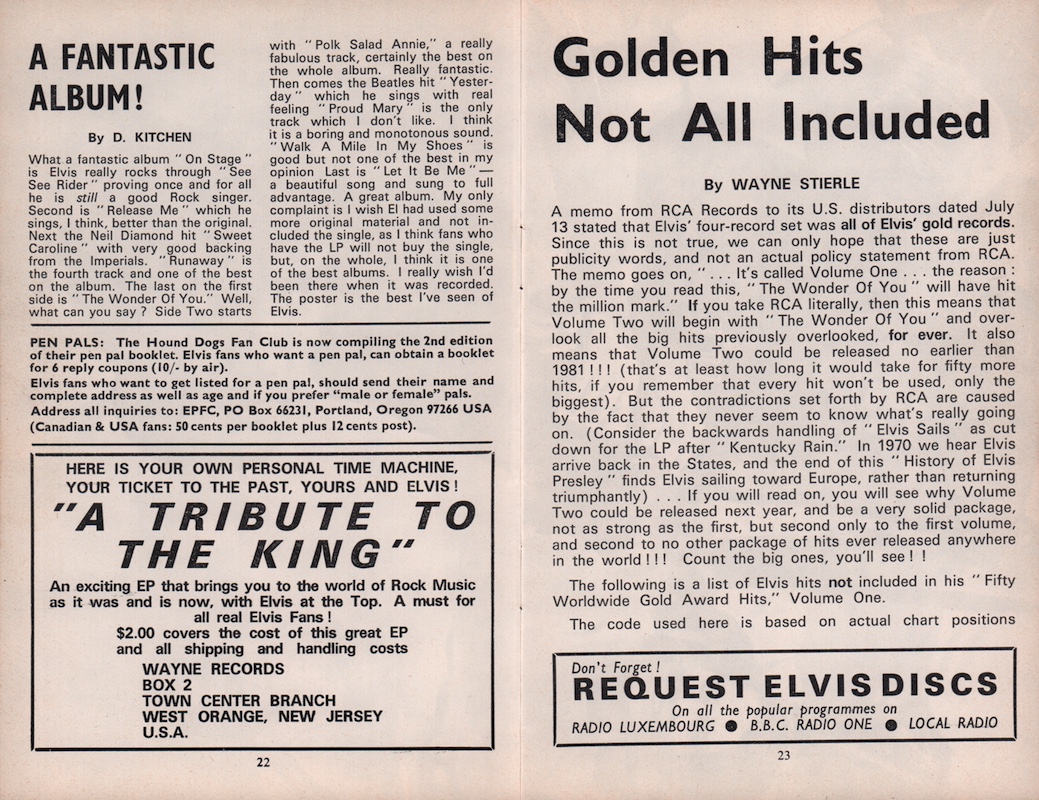 A FANTASTIC
ALBUM!
By D. KITCHEN
What a fantastic album " On Stage "
is Elvis really rocks through " See
See Rider " proving once and for all
he is still a good Rock singer.
Second is " Release Me " which he
sings, I think, better than the original.
Next the Neil Diamond hit " Sweet
Caroline " with very good backing
from the Imperials. " Runaway " is
the fourth track and one of the best
on the album. The last on the first
side is " The Wonder Of You." Well,
what can you say ? Side Two starts
with " Polk Salad Annie," a really
fabulous track, certainly the best on
the whole album. Really fantastic.
Then comes the Beatles hit " Yester-
day " which he sings with real
feeling " Proud Mary " is the only
track which I don't like. I think
it is a boring and monotonous sound.
" Walk A Mile In My Shoes " is
good but not one of the best in my
opinion Last is " Let It Be Me " —
a beautiful song and sung to full
advantage. A great album. My only
complaint is I wish El had used some
more original material and not in-
cluded the single, as I think fans who
have the LP will not buy the single,
but, on the whole, I think it is one
of the best albums. I really wish I'd
been there when it was recorded.
The poster is the best I've seen of
Elvis.
PEN PALS: The Hound Dogs Fan Club is now compiling the 2nd edition
of their pen pal booklet. Elvis fans who want a pen pal, can obtain a booklet
for 6 reply coupons (10/- by air).
Elvis fans who want to get listed for a pen pal, should send their name and
complete address as well as age and if you prefer "male or female" pals.
Address all inquiries to: EPFC, PO Box 66231, Portland, Oregon 97266 USA
(Canadian & USA fans: 50 cents per booklet plus 12 cents post).
HERE IS YOUR OWN PERSONAL TIME MACHINE,
YOUR TICKET TO THE PAST, YOURS AND ELVIS !
"A TRIBUTE TO
THE KING"
An exciting EP that brings you to the world of Rock Music
as it was and is now, with Elvis at the Top. A must for
all real Elvis Fans !
$2.00 covers the cost of this great EP
and all shipping and handling costs
WAYNE RECORDS
BOX 2
TOWN CENTER BRANCH
WEST ORANGE, NEW JERSEY
U.S.A.
22
Golden Hits
Not All Included
By WAYNE STIERLE
A memo from RCA Records to its U.S. distributors dated July
13 stated that Elvis' four-record set was all of Elvis' gold records.
Since this is not true, we can only hope that these are just
publicity words, and not an actual policy statement from RCA.
The memo goes on, " . . . It's called Volume One . . . the reason :
by the time you read this, " The Wonder Of You " will have hit
the million mark." If you take RCA literally, then this means that
Volume Two will begin with " The Wonder Of You " and over-
look all the big hits previously overlooked, for ever. It also
means that Volume Two could be released no earlier than
1981 ! ! ! (that's at least how long it would take for fifty more
hits, if you remember that every hit won't be used, only the
biggest). But the contradictions set forth by RCA are caused
by the fact that they never seem to know what's really going
on. (Consider the backwards handling of " Elvis Sails " as cut
down for the LP after " Kentucky Rain." In 1970 we hear Elvis
arrive back in the States, and the end of this " History of Elvis
Presley " finds Elvis sailing toward Europe, rather than returning
triumphantly) . . . If you will read on, you will see why Volume
Two could be released next year, and be a very solid package,
not as strong as the first, but second only to the first volume,
and second to no other package of hits ever released anywhere
in the world ! ! ! Count the big ones, you'll see ! !
The following is a list of Elvis hits not included in his " Fifty
Worldwide Gold Award Hits," Volume One.
The code used here is based on actual chart positions
Don't Forget !
REQUEST ELVIS DISCS
On all the popular programmes on
RADIO LUXEMBOURG ● B.B.C. RADIO ONE ● LOCAL RADIO
23